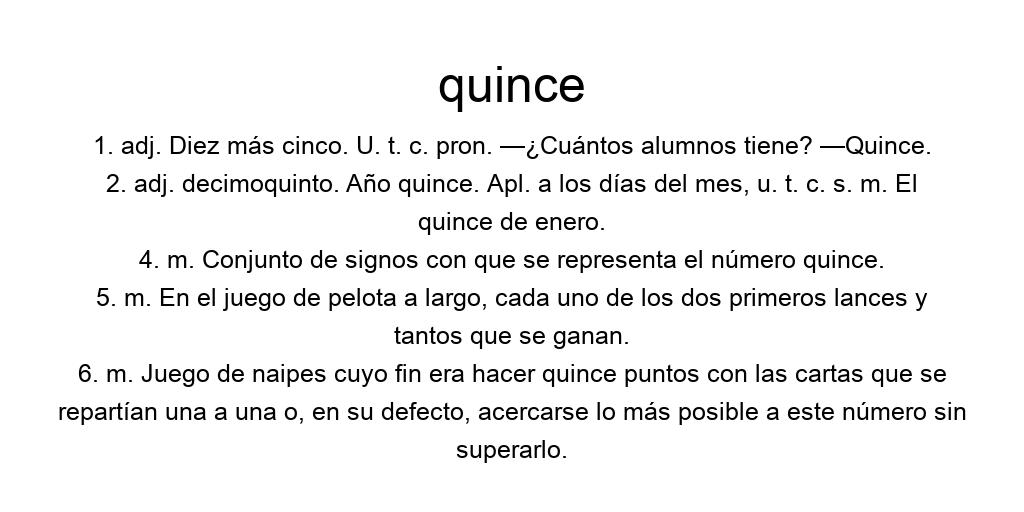 quince
1. adj. Diez más cinco. U. t. c. pron. —¿Cuántos alumnos tiene? —Quince.
2. adj. decimoquinto. Año quince. Apl. a los días del mes, u. t. c. s. m. El
quince de enero.
4. m. Conjunto de signos con que se representa el número quince.
5. m. En el juego de pelota a largo, cada uno de los dos primeros lances y
tantos que se ganan.
6. m. Juego de naipes cuyo fin era hacer quince puntos con las cartas que se
repartían una a una o, en su defecto, acercarse lo más posible a este número sin
superarlo.